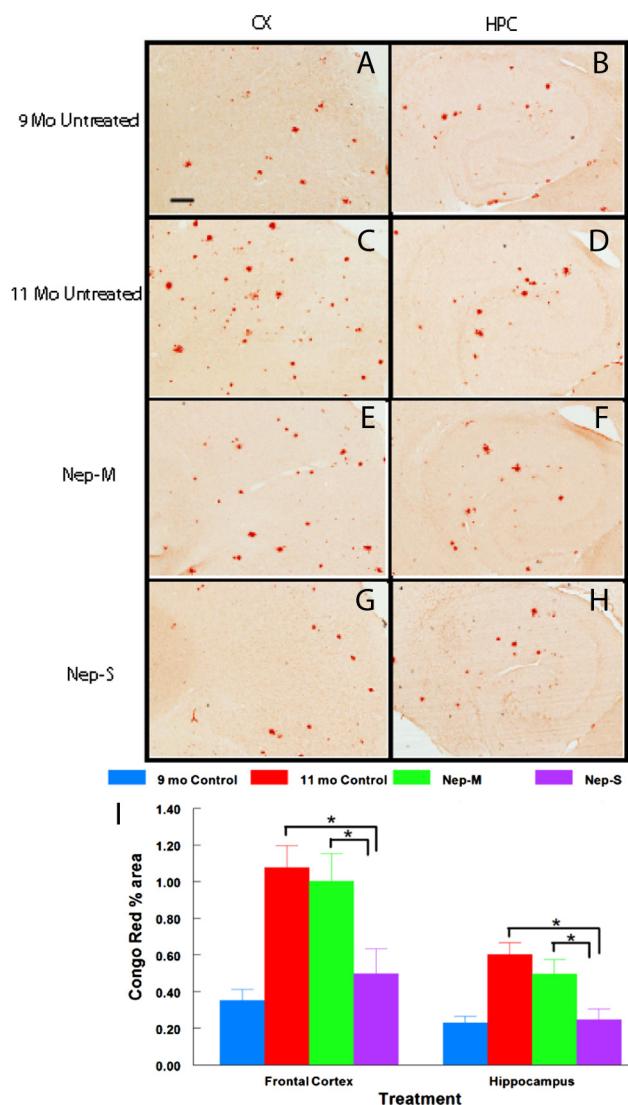 CX HPC
A B
9 Mo Untreated
C D
11 Mo Untreated
E F
Nep-M
G H
Nep-S
9 mo Control 11 mo Control Nep-M Nep-S
I
1.40
1.20
1.00
0.80
0.60
0.40
0.20
0.00
Congo Red % area
* *
* *
Frontal Cortex Hippocampus
Treatment